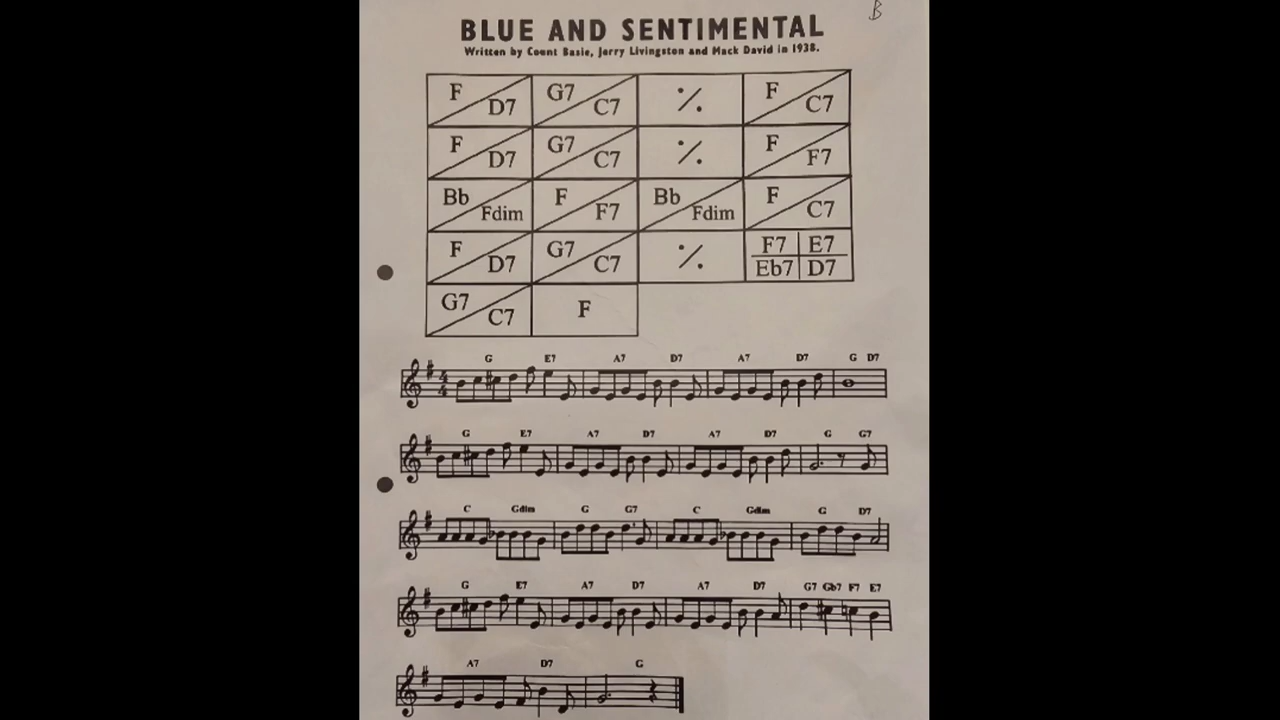 B
BLUE AND SENTIMENTAL
Written by Count Basie, Jerry Livingston and Mack David in 1938.
F D7 G7 C7 ٪ F C7
F D7 G7 C7 ٪ F F7
Bb Fdim F F7 Bb Fdim F C7
F D7 G7 C7 ٪ F7 E7 Eb7 D7
G7 C7 F
G E7 A7 D7 A7 D7 G D7
4 4
G E7 A7 D7 A7 D7 G G7
C Gdim G G7 C Gdim G D7
G E7 A7 D7 A7 D7 G7 Gb7 F7 E7
A7 D7 G